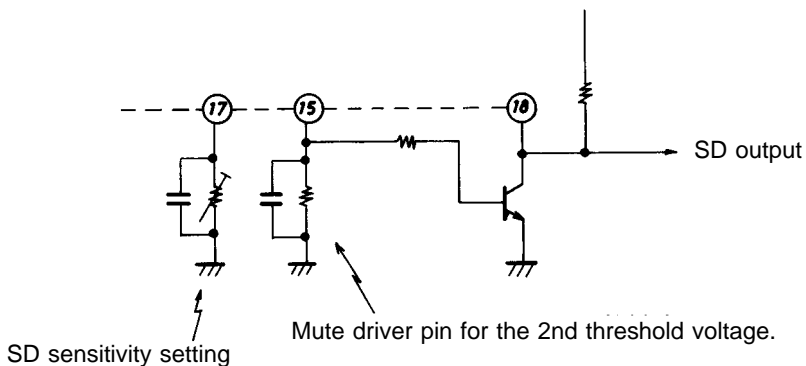 17 15 18
SD output
Mute driver pin for the 2nd threshold voltage.
SD sensitivity setting